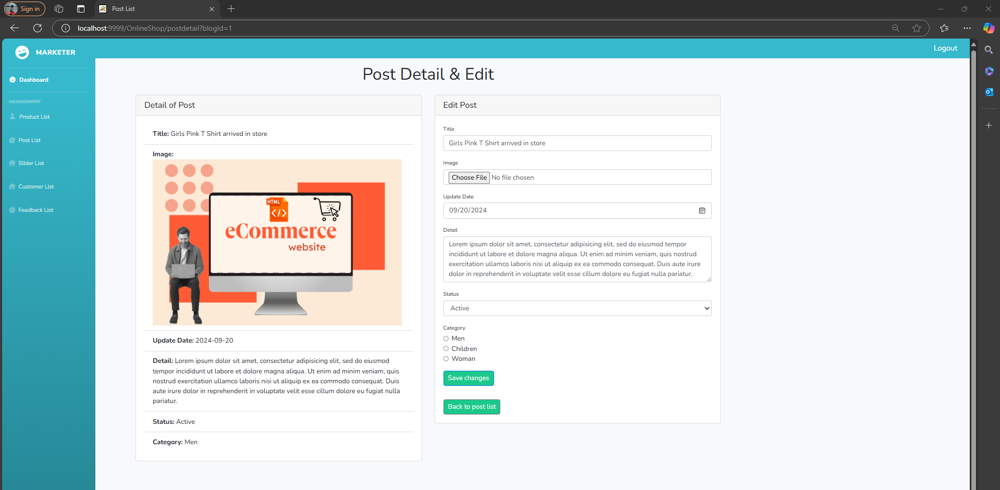 Sign in
Post List
localhost:9999/OnlineShop/postdetail?blogId=1
MARKETER
Logout
Dashboard
MANAGEMENT
Product List
Post List
Slider List
Customer List
Feedback List
Post Detail & Edit
Detail of Post
Title: Girls Pink T Shirt arrived in store
Image:
HTML
</>
eCommerce
website
Update Date: 2024-09-20
Detail: Lorem ipsum dolor sit amet, consectetur adipisicing elit, sed do eiusmod
tempor incididunt ut labore et dolore magna aliqua. Ut enim ad minim veniam, quis
nostrud exercitation ullamco laboris nisi ut aliquip ex ea commodo consequat. Duis
aute irure dolor in reprehenderit in voluptate velit esse cillum dolore eu fugiat nulla
pariatur.
Status: Active
Category: Men
Edit Post
Title
Girls Pink T Shirt arrived in store
Image
Choose File No file chosen
Update Date
09/20/2024
Detail
Lorem ipsum dolor sit amet, consectetur adipisicing elit, sed do eiusmod tempor
incididunt ut labore et dolore magna aliqua. Ut enim ad minim veniam, quis nostrud
exercitation ullamco laboris nisi ut aliquip ex ea commodo consequat. Duis aute irure
dolor in reprehenderit in voluptate velit esse cillum dolore eu fugiat nulla pariatur.
Status
Active
Category
Men
Children
Woman
Save changes
Back to post list